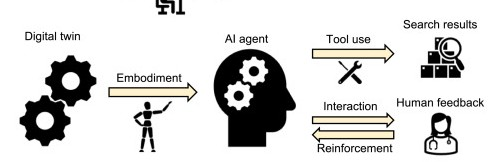 Digital twin
Embodiment
AI agent
Tool use
Search results
Interaction
Reinforcement
Human feedback